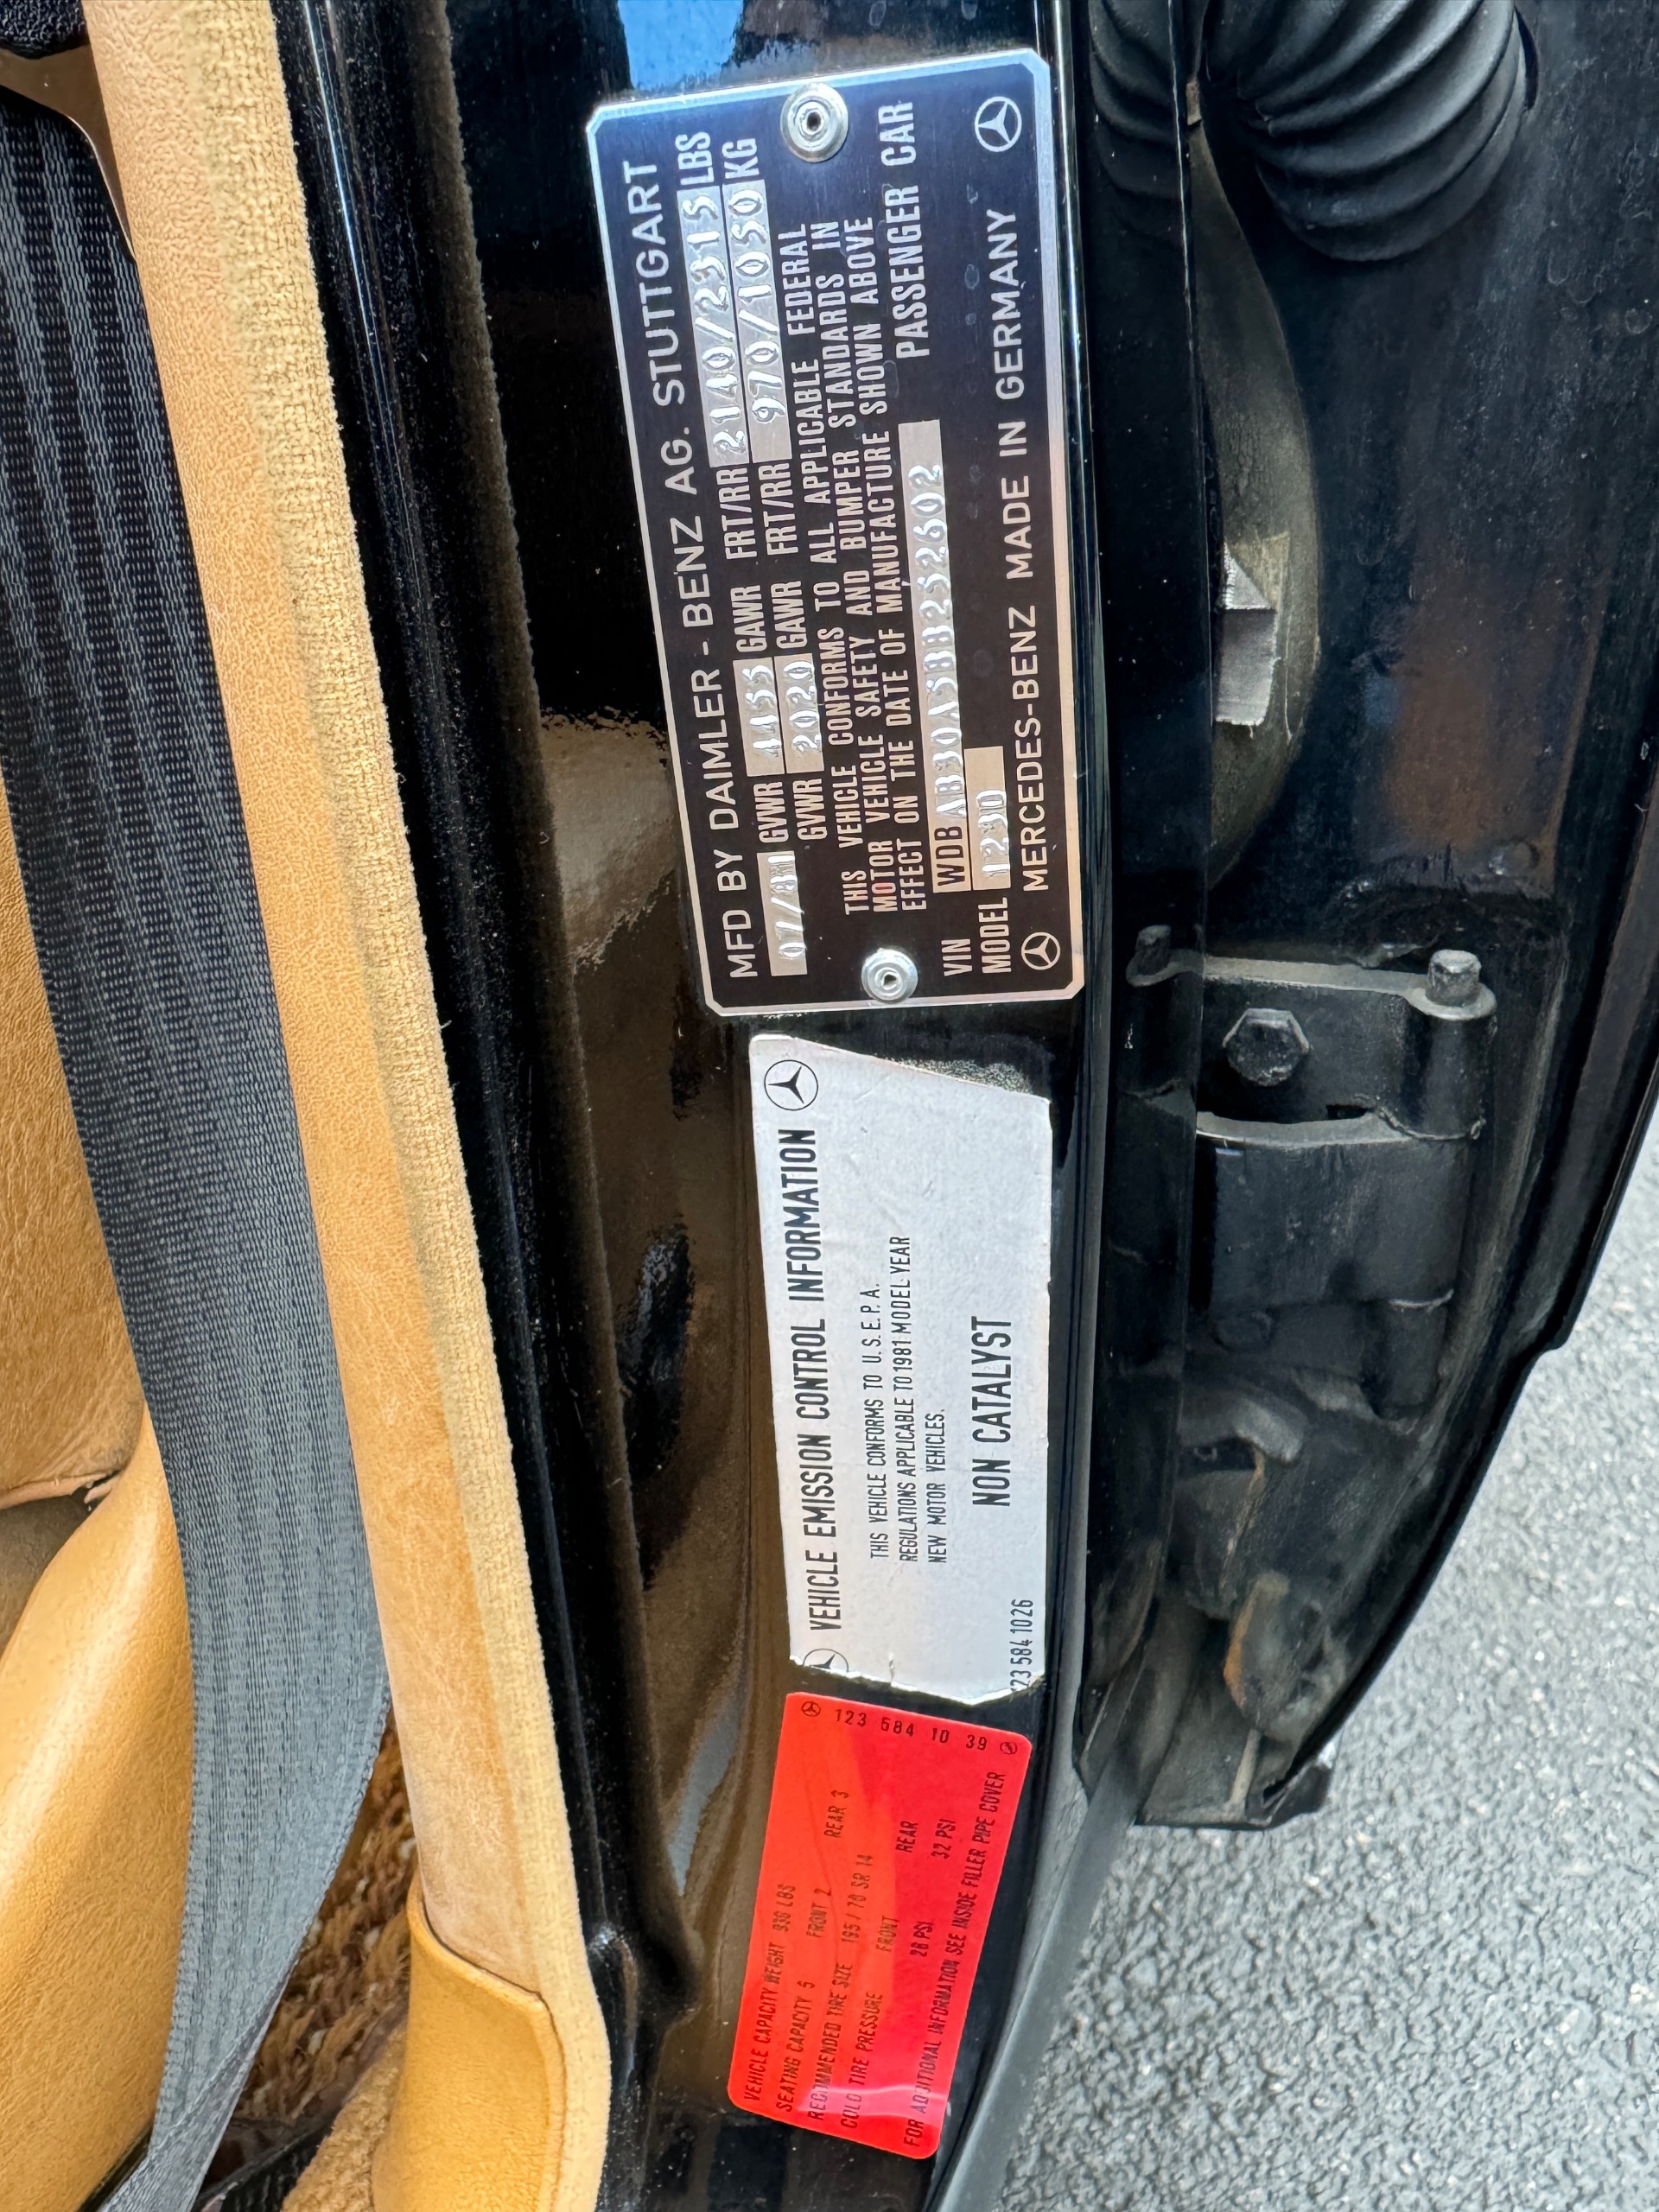 MFD BY DAIMLER - BENZ AG. STUTTGART
07/81 GVWR 4455 GAWR FRT/RR 2140/2315 LBS
GVWR 2020 GAWR FRT/RR 970/1050 KG
THIS VEHICLE CONFORMS TO ALL APPLICABLE FEDERAL
MOTOR VEHICLE SAFETY AND BUMPER STANDARDS IN
EFFECT ON THE DATE OF MANUFACTURE SHOWN ABOVE
VIN WDB AB30A5BB252602 PASSENGER CAR
MODEL 123D
MERCEDES-BENZ MADE IN GERMANY
VEHICLE EMISSION CONTROL INFORMATION
THIS VEHICLE CONFORMS TO U.S.E.P.A.
REGULATIONS APPLICABLE TO 1981 MODEL YEAR
NEW MOTOR VEHICLES.
NON CATALYST
123 584 1026
123 584 10 39
VEHICLE CAPACITY WEIGHT LBS
SEATING CAPACITY 5 FRONT 2 REAR 3
RECOMMENDED TIRE SIZE 195/70 SR 14
COLD TIRE PRESSURE FRONT REAR
28 PSI 32 PSI
FOR ADDITIONAL INFORMATION SEE INSIDE FILLER PIPE COVER